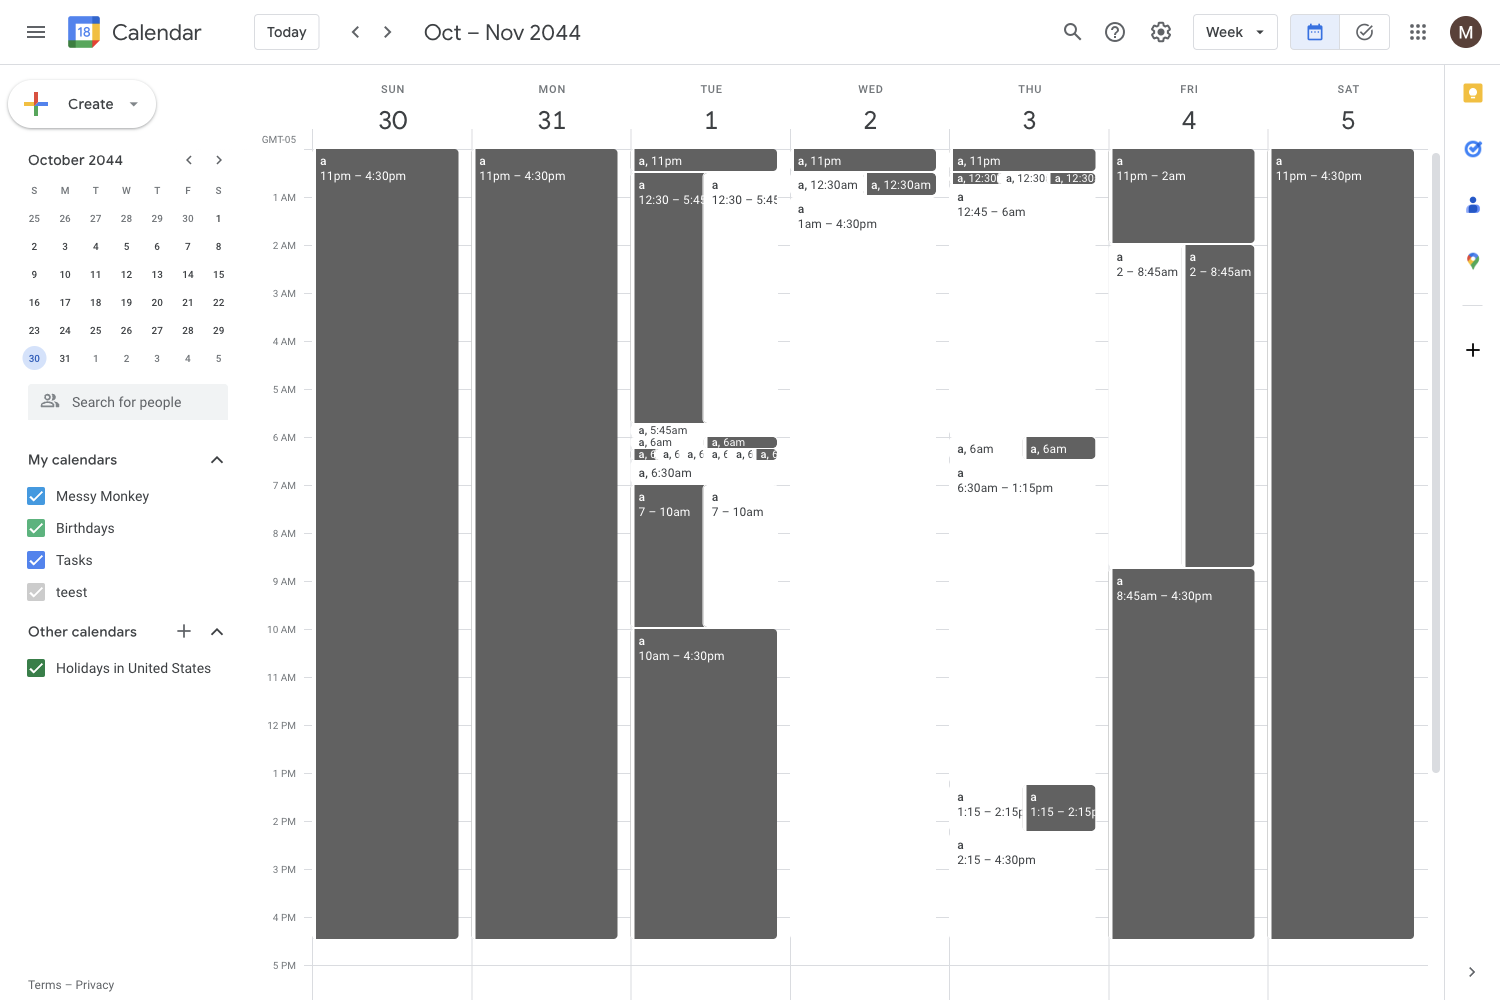 18 Calendar
Today
Oct – Nov 2044
Week
M
Create
October 2044
S M T W T F S
25 26 27 28 29 30 1
2 3 4 5 6 7 8
9 10 11 12 13 14 15
16 17 18 19 20 21 22
23 24 25 26 27 28 29
30 31 1 2 3 4 5
Search for people
My calendars
Messy Monkey
Birthdays
Tasks
teest
Other calendars
Holidays in United States
Terms – Privacy
SUN MON TUE WED THU FRI SAT
30 31 1 2 3 4 5
GMT-05
1 AM
2 AM
3 AM
4 AM
5 AM
6 AM
7 AM
8 AM
9 AM
10 AM
11 AM
12 PM
1 PM
2 PM
3 PM
4 PM
5 PM
a
11pm – 4:30pm
a
11pm – 4:30pm
a, 11pm
a
12:30 – 5:45
a
12:30 – 5:45
a, 5:45am
a, 6am
a, 6am
a, 6
a, 6
a, 6
a, 6
a, 6
a, 6
a, 6:30am
a
7 – 10am
a
7 – 10am
a
10am – 4:30pm
a, 11pm
a, 12:30am
a, 12:30am
a
1am – 4:30pm
a, 11pm
a, 12:30
a, 12:30
a, 12:30
a
12:45 – 6am
a, 6am
a, 6am
a
6:30am – 1:15pm
a
1:15 – 2:15p
a
1:15 – 2:15p
a
2:15 – 4:30pm
a
11pm – 2am
a
2 – 8:45am
a
2 – 8:45am
a
8:45am – 4:30pm
a
11pm – 4:30pm